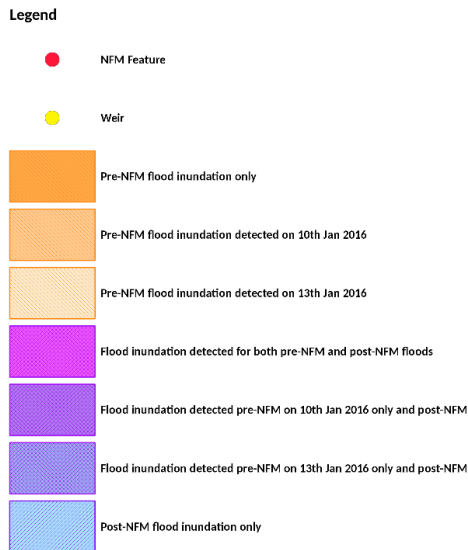 Legend
NFM Feature
Weir
Pre-NFM flood inundation only
Pre-NFM flood inundation detected on 10th Jan 2016
Pre-NFM flood inundation detected on 13th Jan 2016
Flood inundation detected for both pre-NFM and post-NFM floods
Flood inundation detected pre-NFM on 10th Jan 2016 only and post-NFM
Flood inundation detected pre-NFM on 13th Jan 2016 only and post-NFM
Post-NFM flood inundation only